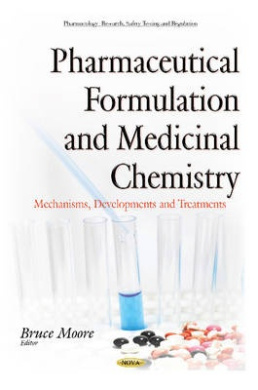 Pharmacology - Research, Safety Testing and Regulation
Pharmaceutical
Formulation
and Medicinal
Chemistry
Mechanisms, Developments and Treatments
Bruce Moore
Editor
NOVA